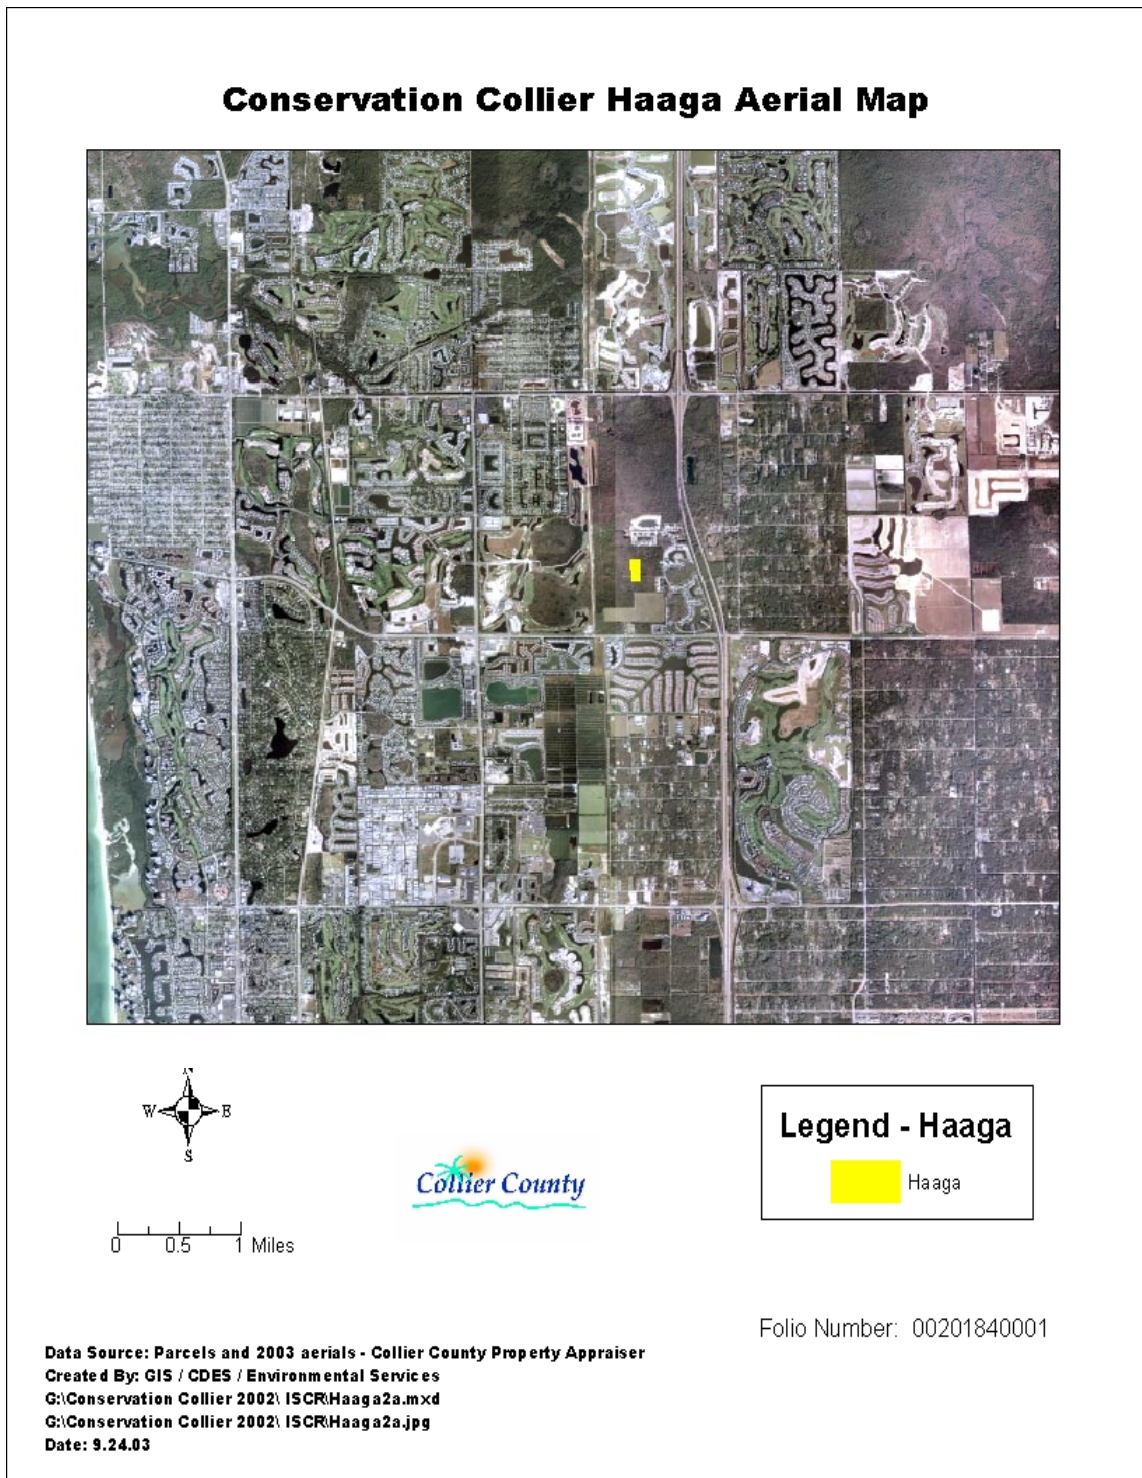 Conservation Collier Haaga Aerial Map
N
W
E
S
Collier County
Legend - Haaga
Haaga
0 0.5 1 Miles
Folio Number: 00201840001
Data Source: Parcels and 2003 aerials - Collier County Property Appraiser
Created By: GIS / CDES / Environmental Services
G:\Conservation Collier 2002\ ISCR\Haaga2a.mxd
G:\Conservation Collier 2002\ ISCR\Haaga2a.jpg
Date: 9.24.03